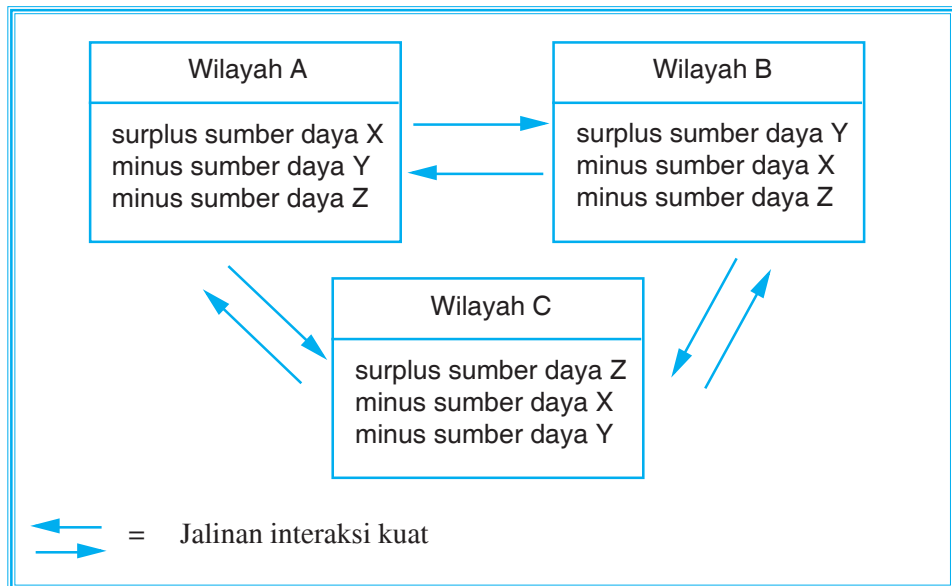 Wilayah A
surplus sumber daya X
minus sumber daya Y
minus sumber daya Z
Wilayah B
surplus sumber daya Y
minus sumber daya X
minus sumber daya Z
Wilayah C
surplus sumber daya Z
minus sumber daya X
minus sumber daya Y
= Jalinan interaksi kuat